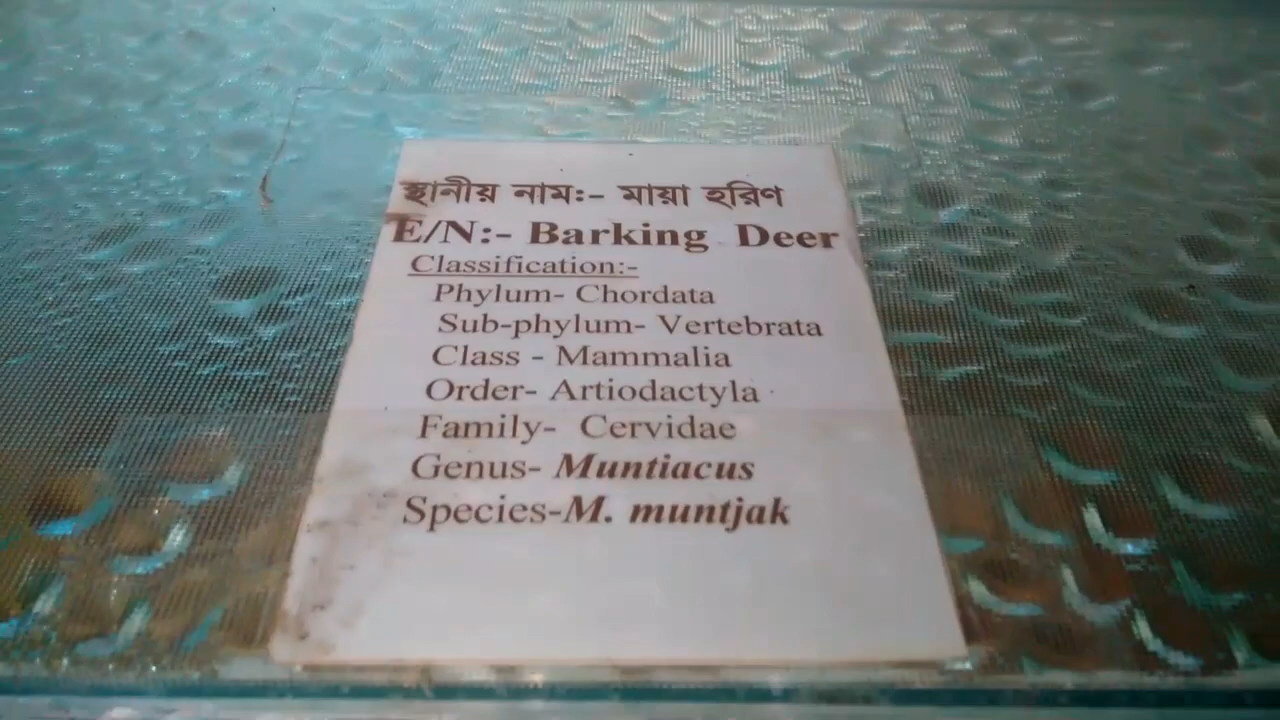 স্থানীয় নামঃ- মায়া হরিণ
E/N:- Barking Deer
Classification:-
Phylum- Chordata
Sub-phylum- Vertebrata
Class - Mammalia
Order- Artiodactyla
Family- Cervidae
Genus- Muntiacus
Species-M. muntjak